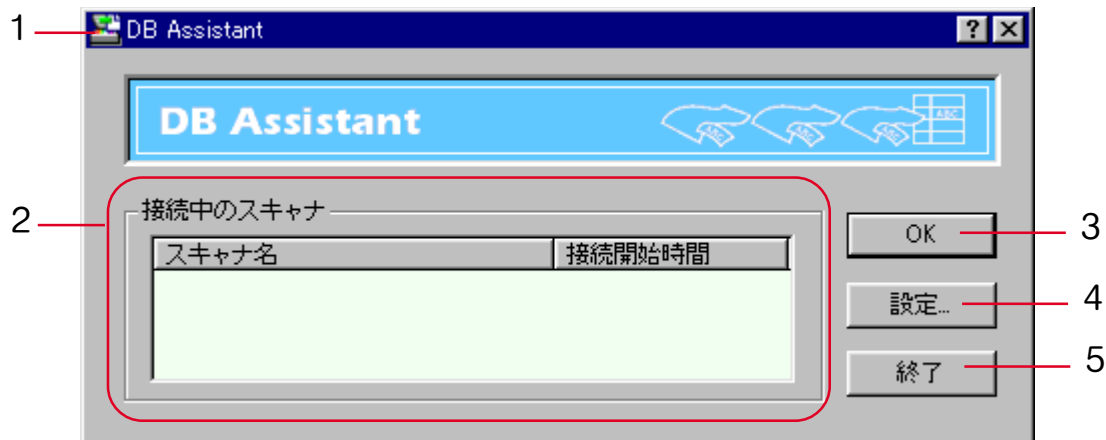 1
DB Assistant
? ×
DB Assistant
ABC ABC ABC ABC
2
接続中のスキャナ
スキャナ名 接続開始時間
OK
3
設定...
4
終了
5